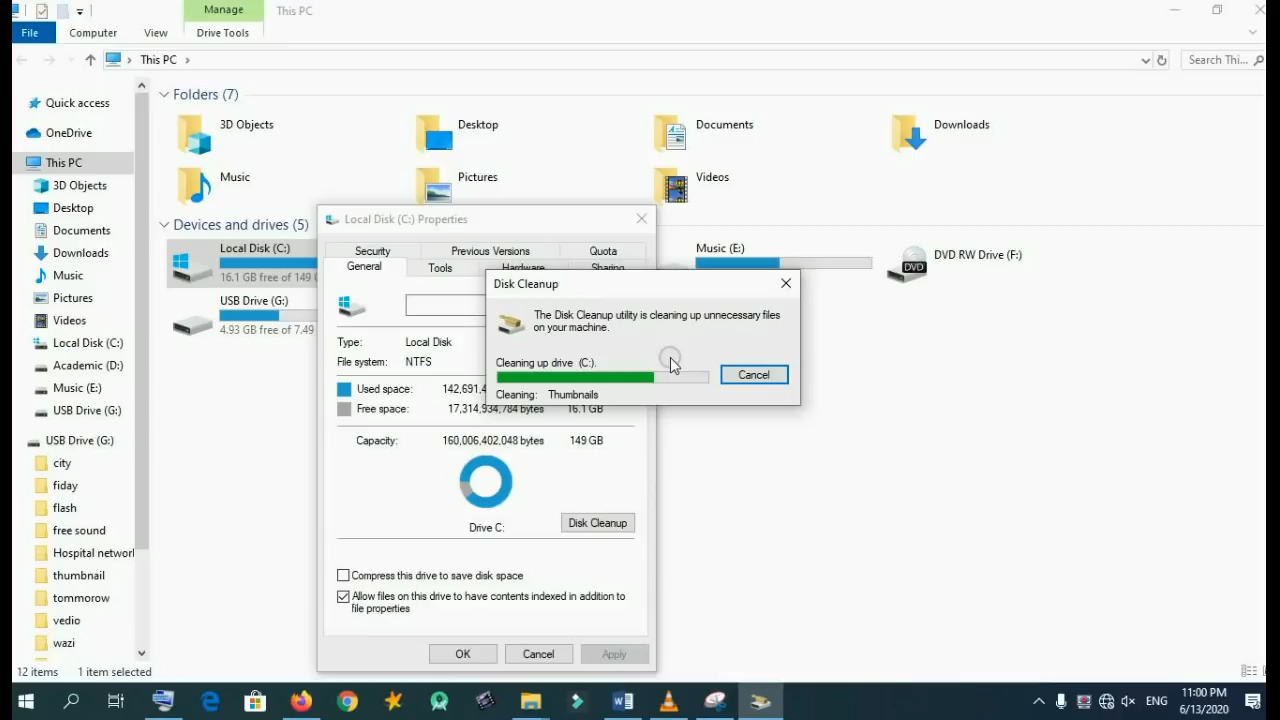 Manage
This PC
File
Computer
View
Drive Tools
This PC
Search Thi...
Quick access
OneDrive
This PC
3D Objects
Desktop
Documents
Downloads
Music
Pictures
Videos
Local Disk (C:)
Academic (D:)
Music (E:)
USB Drive (G:)
USB Drive (G:)
city
fiday
flash
free sound
Hospital network
thumbnail
tommorow
vedio
wazi
Folders (7)
3D Objects
Desktop
Documents
Downloads
Music
Pictures
Videos
Devices and drives (5)
Local Disk (C:)
16.1 GB free of 149
USB Drive (G:)
4.93 GB free of 7.49
Music (E:)
DVD RW Drive (F:)
DVD
Local Disk (C:) Properties
Security
Previous Versions
Quota
General
Tools
Hardware
Sharing
Type:
Local Disk
File system:
NTFS
Used space:
142,691,4
Free space:
17,314,934,784 bytes
16.1 GB
Capacity:
160,006,402,048 bytes
149 GB
Drive C:
Disk Cleanup
Compress this drive to save disk space
Allow files on this drive to have contents indexed in addition to
file properties
OK
Cancel
Apply
Disk Cleanup
The Disk Cleanup utility is cleaning up unnecessary files
on your machine.
Cleaning up drive (C:).
Cancel
Cleaning: Thumbnails
12 items
1 item selected
ENG
11:00 PM
6/13/2020